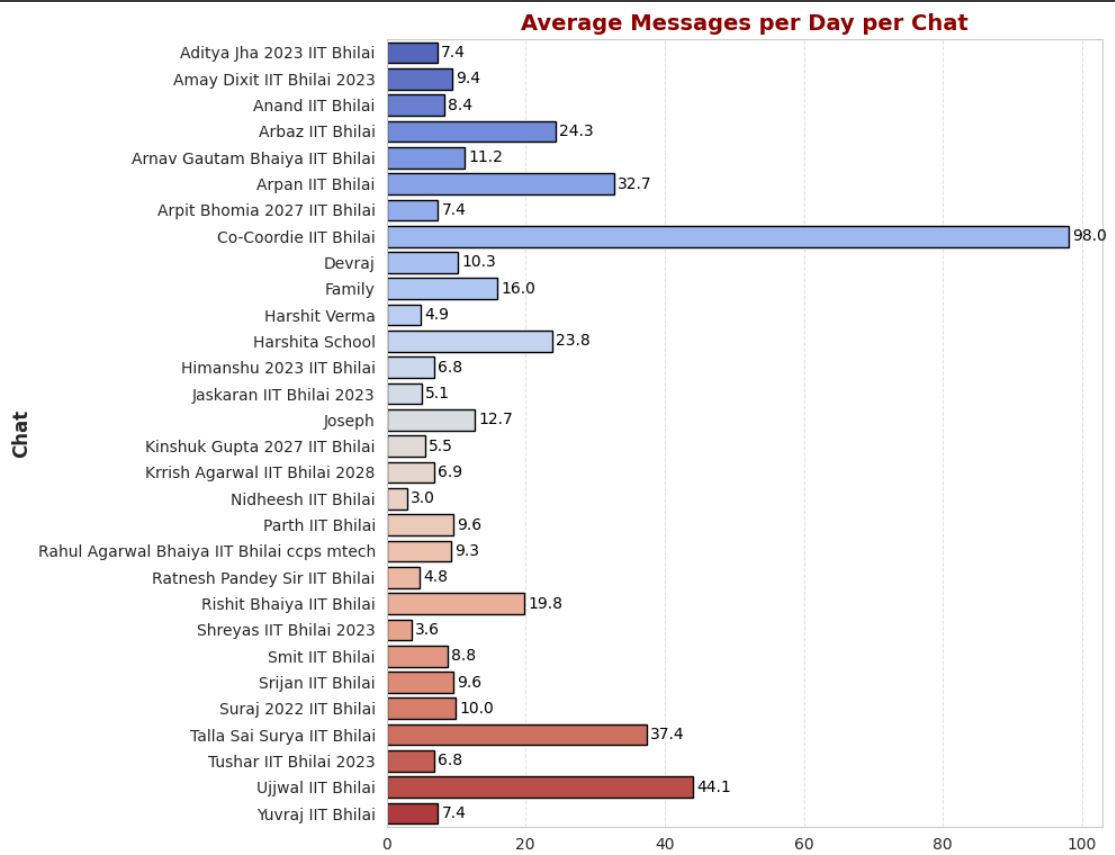 Average Messages per Day per Chat
Aditya Jha 2023 IIT Bhilai 7.4
Amay Dixit IIT Bhilai 2023 9.4
Anand IIT Bhilai 8.4
Arbaz IIT Bhilai 24.3
Arnav Gautam Bhaiya IIT Bhilai 11.2
Arpan IIT Bhilai 32.7
Arpit Bhomia 2027 IIT Bhilai 7.4
Co-Coordie IIT Bhilai 98.0
Devraj 10.3
Family 16.0
Harshit Verma 4.9
Harshita School 23.8
Himanshu 2023 IIT Bhilai 6.8
Jaskaran IIT Bhilai 2023 5.1
Joseph 12.7
Kinshuk Gupta 2027 IIT Bhilai 5.5
Krrish Agarwal IIT Bhilai 2028 6.9
Nidheesh IIT Bhilai 3.0
Parth IIT Bhilai 9.6
Rahul Agarwal Bhaiya IIT Bhilai ccps mtech 9.3
Ratnesh Pandey Sir IIT Bhilai 4.8
Rishit Bhaiya IIT Bhilai 19.8
Shreyas IIT Bhilai 2023 3.6
Smit IIT Bhilai 8.8
Srijan IIT Bhilai 9.6
Suraj 2022 IIT Bhilai 10.0
Talla Sai Surya IIT Bhilai 37.4
Tushar IIT Bhilai 2023 6.8
Ujjwal IIT Bhilai 44.1
Yuvraj IIT Bhilai 7.4
Chat
0 20 40 60 80 100